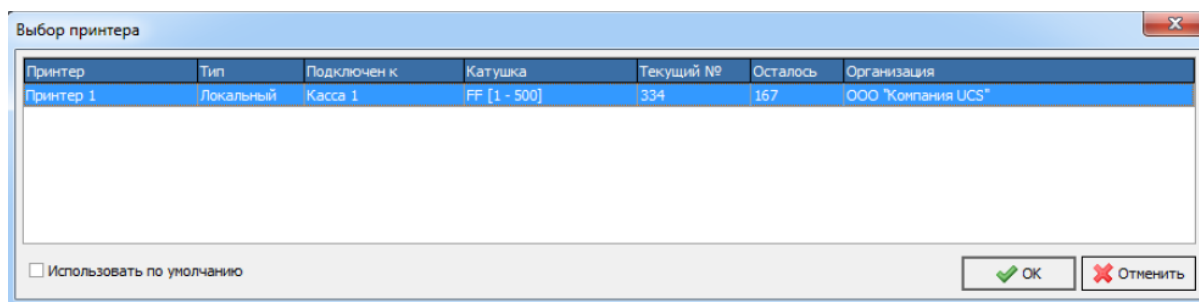 Выбор принтера
Принтер Тип Подключен к Катушка Текущий № Осталось Организация
Принтер 1 Локальный Касса 1 FF [1 - 500] 334 167 ООО "Компания UCS"
Использовать по умолчанию OK Отменить